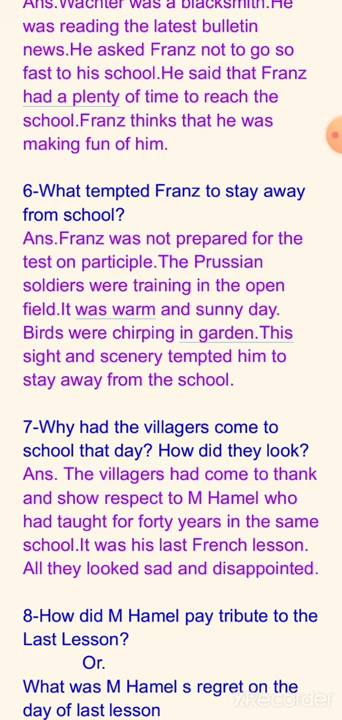 Ans.Wachter was a blacksmith.He
was reading the latest bulletin
news.He asked Franz not to go so
fast to his school.He said that Franz
had a plenty of time to reach the
school.Franz thinks that he was
making fun of him.
6-What tempted Franz to stay away
from school?
Ans.Franz was not prepared for the
test on participle.The Prussian
soldiers were training in the open
field.It was warm and sunny day.
Birds were chirping in garden.This
sight and scenery tempted him to
stay away from the school.
7-Why had the villagers come to
school that day? How did they look?
Ans. The villagers had come to thank
and show respect to M Hamel who
had taught for forty years in the same
school.It was his last French lesson.
All they looked sad and disappointed.
8-How did M Hamel pay tribute to the
Last Lesson?
Or.
What was M Hamel s regret on the
day of last lesson
XRecorder